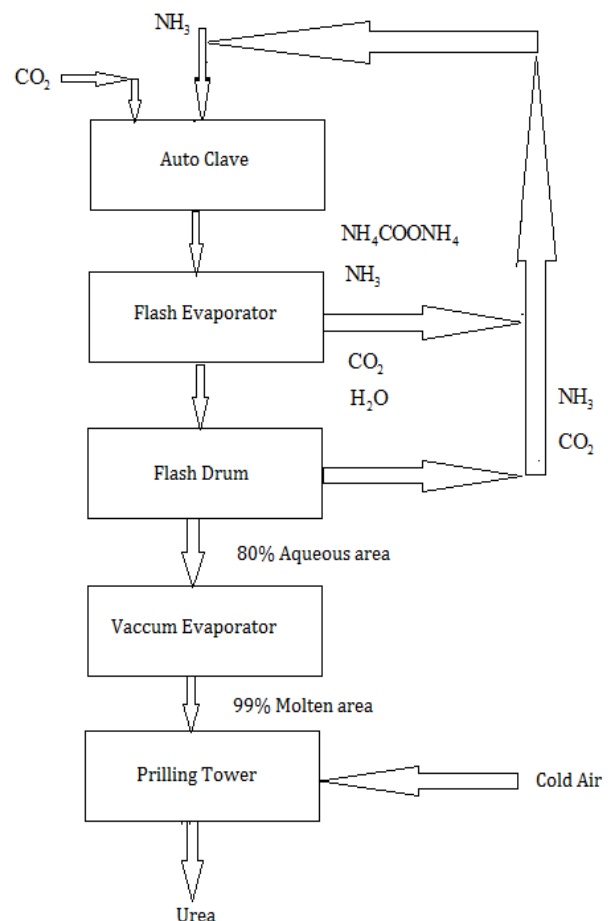 NH₃
CO₂
Auto Clave
NH₄COONH₄
NH₃
Flash Evaporator
CO₂
H₂O
NH₃
CO₂
Flash Drum
80% Aqueous area
Vaccum Evaporator
99% Molten area
Prilling Tower
Cold Air
Urea